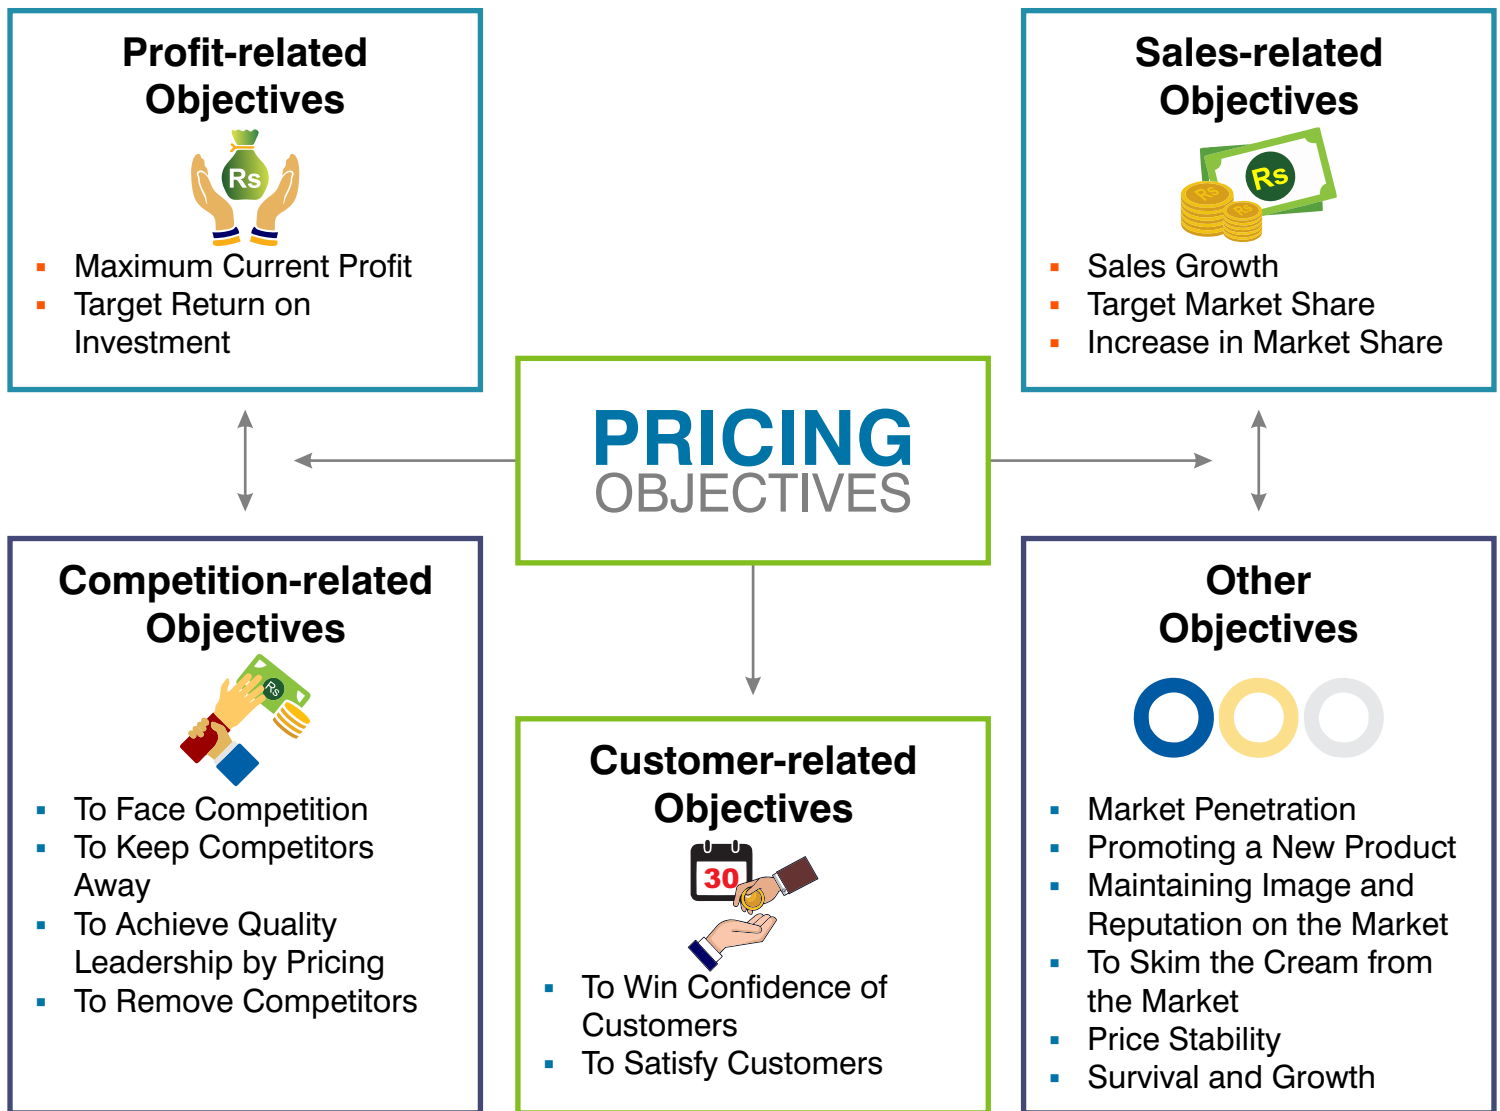 Profit-related
Objectives
Rs
Maximum Current Profit
Target Return on
Investment
Sales-related
Objectives
Rs
Rs
Rs
Sales Growth
Target Market Share
Increase in Market Share
PRICING
OBJECTIVES
Competition-related
Objectives
Rs
To Face Competition
To Keep Competitors
Away
To Achieve Quality
Leadership by Pricing
To Remove Competitors
Customer-related
Objectives
30
To Win Confidence of
Customers
To Satisfy Customers
Other
Objectives
Market Penetration
Promoting a New Product
Maintaining Image and
Reputation on the Market
To Skim the Cream from
the Market
Price Stability
Survival and Growth